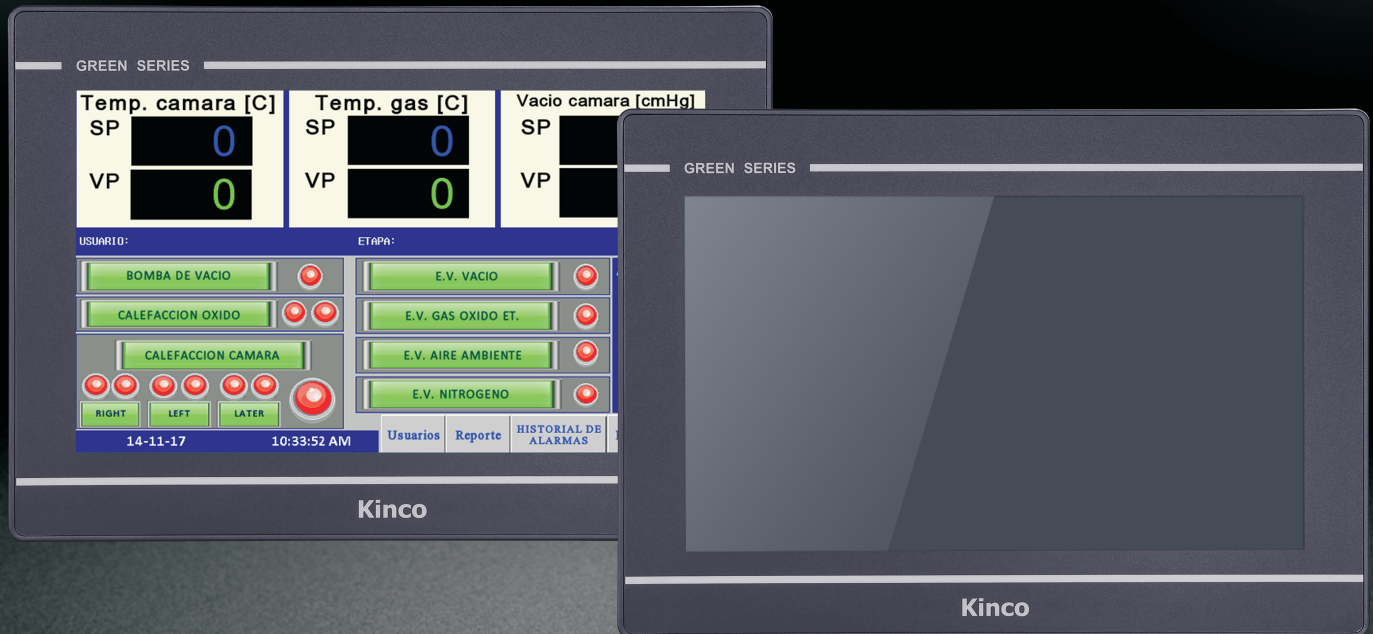 GREEN SERIES
Temp. camara [C]
SP
0
VP
0
Temp. gas [C]
SP
0
VP
0
Vacio camara [cmHg]
SP
VP
USUARIO:
ETAPA:
BOMBA DE VACIO
CALEFACCION OXIDO
CALEFACCION CAMARA
RIGHT
LEFT
LATER
E.V. VACIO
E.V. GAS OXIDO ET.
E.V. AIRE AMBIENTE
E.V. NITROGENO
14-11-17
10:33:52 AM
Usuarios
Reporte
HISTORIAL DE
ALARMAS
Kinco
GREEN SERIES
Kinco